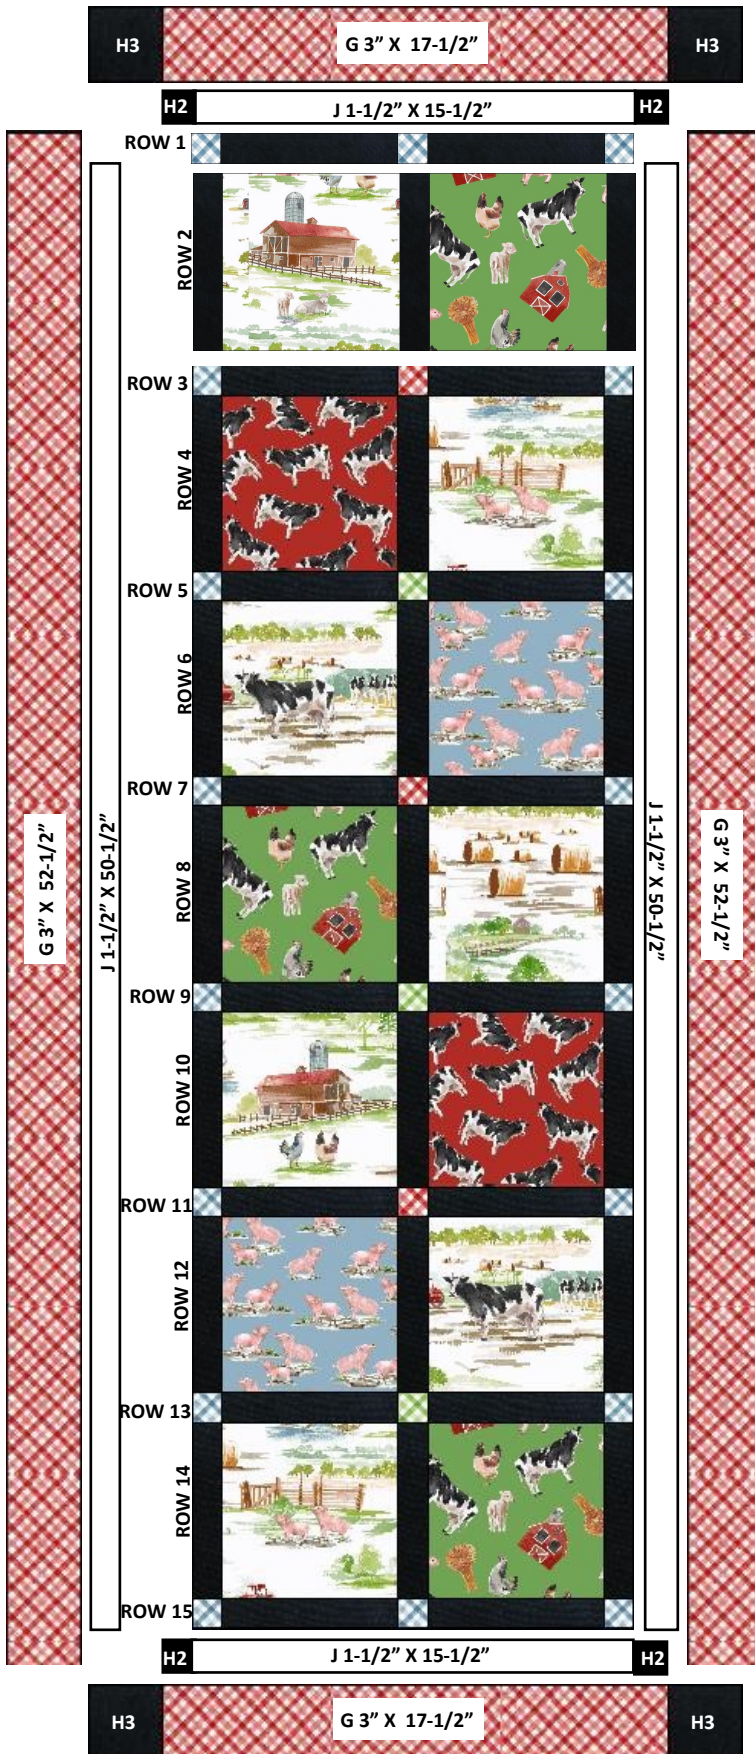 H3
G 3” X  17-1/2”
H3
H2
J 1-1/2” X 15-1/2”
H2
ROW 1
ROW 2
ROW 3
ROW 4
ROW 5
ROW 6
ROW 7
ROW 8
G 3” X  52-1/2”
J 1-1/2” X 50-1/2”
J 1-1/2” X 50-1/2”
G 3” X  52-1/2”
ROW 9
ROW 10
ROW 11
ROW 12
ROW 13
ROW 14
ROW 15
H2
J 1-1/2” X 15-1/2”
H2
H3
G 3” X  17-1/2”
H3